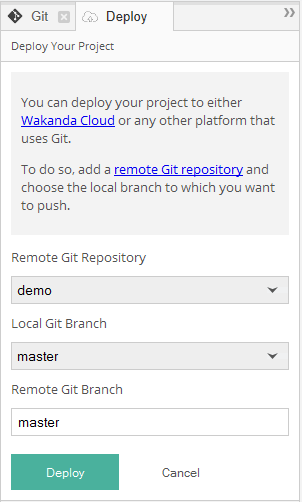 Git Deploy
Deploy Your Project
You can deploy your project to either
Wakanda Cloud or any other platform that
uses Git.
To do so, add a remote Git repository and
choose the local branch to which you want
to push.
Remote Git Repository
demo
Local Git Branch
master
Remote Git Branch
master
Deploy Cancel